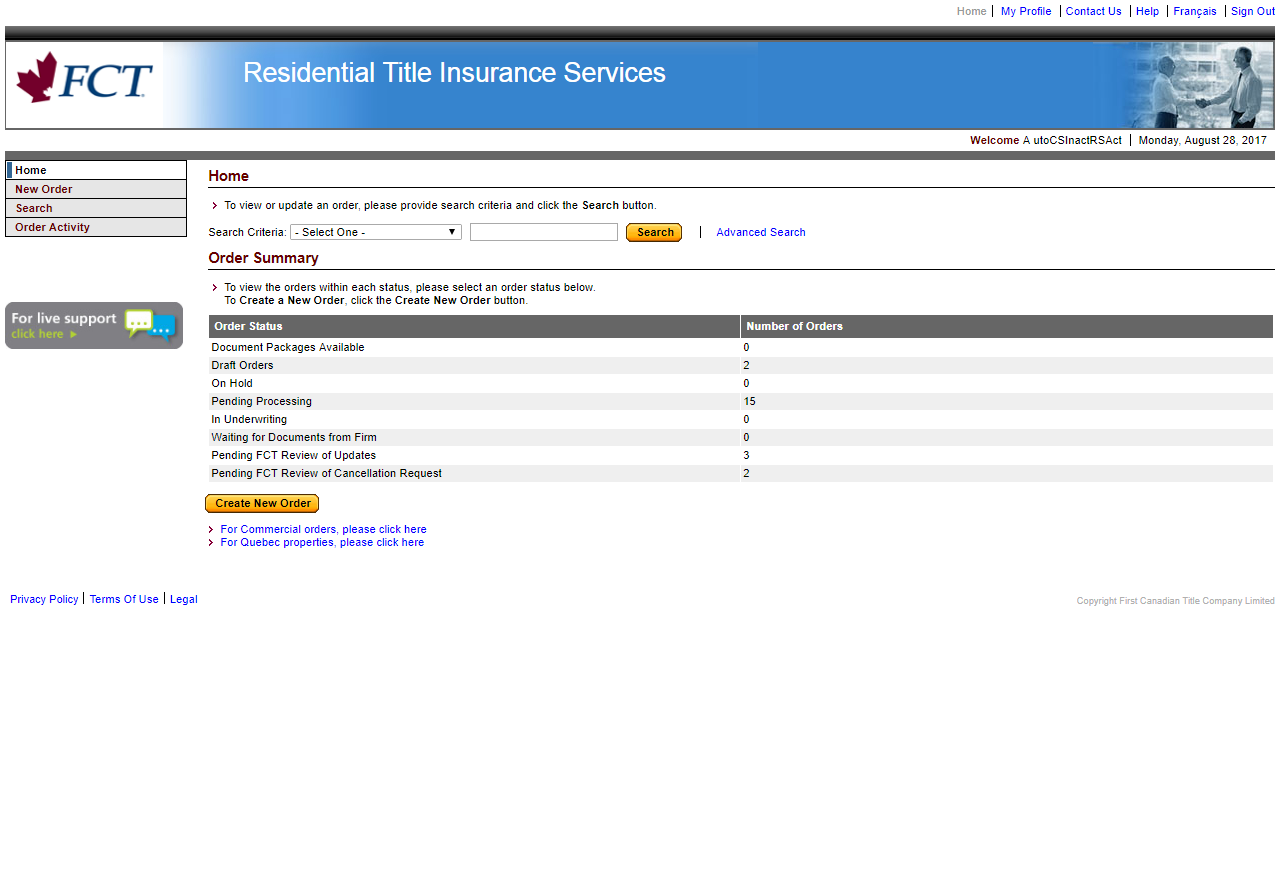 Home | My Profile | Contact Us | Help | Français | Sign Out
FCT
Residential Title Insurance Services
Welcome A utoCSInactRSAct | Monday, August 28, 2017
Home
New Order
Search
Order Activity
For live support
click here
Home
To view or update an order, please provide search criteria and click the Search button.
Search Criteria: - Select One - Search | Advanced Search
Order Summary
To view the orders within each status, please select an order status below.
To Create a New Order, click the Create New Order button.
Order Status Number of Orders
Document Packages Available 0
Draft Orders 2
On Hold 0
Pending Processing 15
In Underwriting 0
Waiting for Documents from Firm 0
Pending FCT Review of Updates 3
Pending FCT Review of Cancellation Request 2
Create New Order
For Commercial orders, please click here
For Quebec properties, please click here
Privacy Policy | Terms Of Use | Legal
Copyright First Canadian Title Company Limited